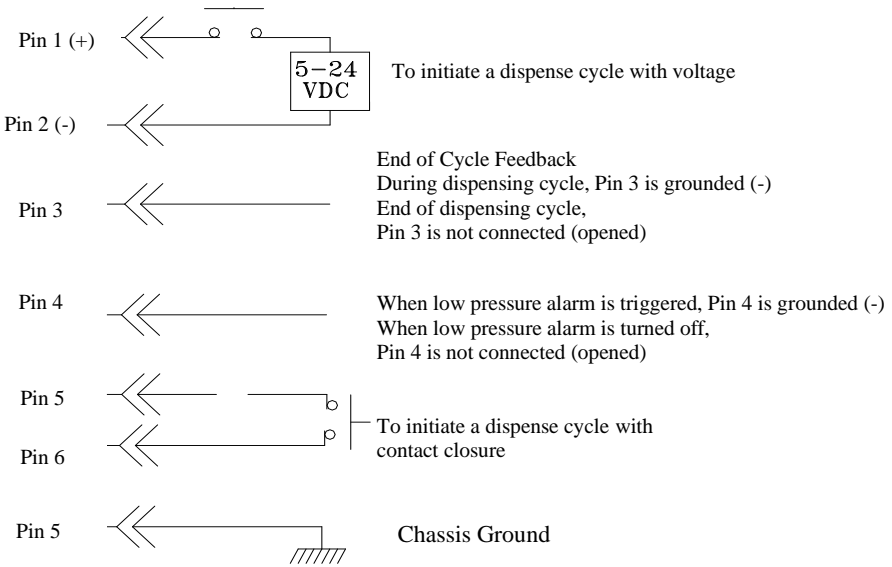 Pin 1 (+)
5-24
VDC
To initiate a dispense cycle with voltage
Pin 2 (-)
End of Cycle Feedback
During dispensing cycle, Pin 3 is grounded (-)
End of dispensing cycle,
Pin 3 is not connected (opened)
Pin 3
Pin 4
When low pressure alarm is triggered, Pin 4 is grounded (-)
When low pressure alarm is turned off,
Pin 4 is not connected (opened)
Pin 5
To initiate a dispense cycle with
contact closure
Pin 6
Pin 5
Chassis Ground